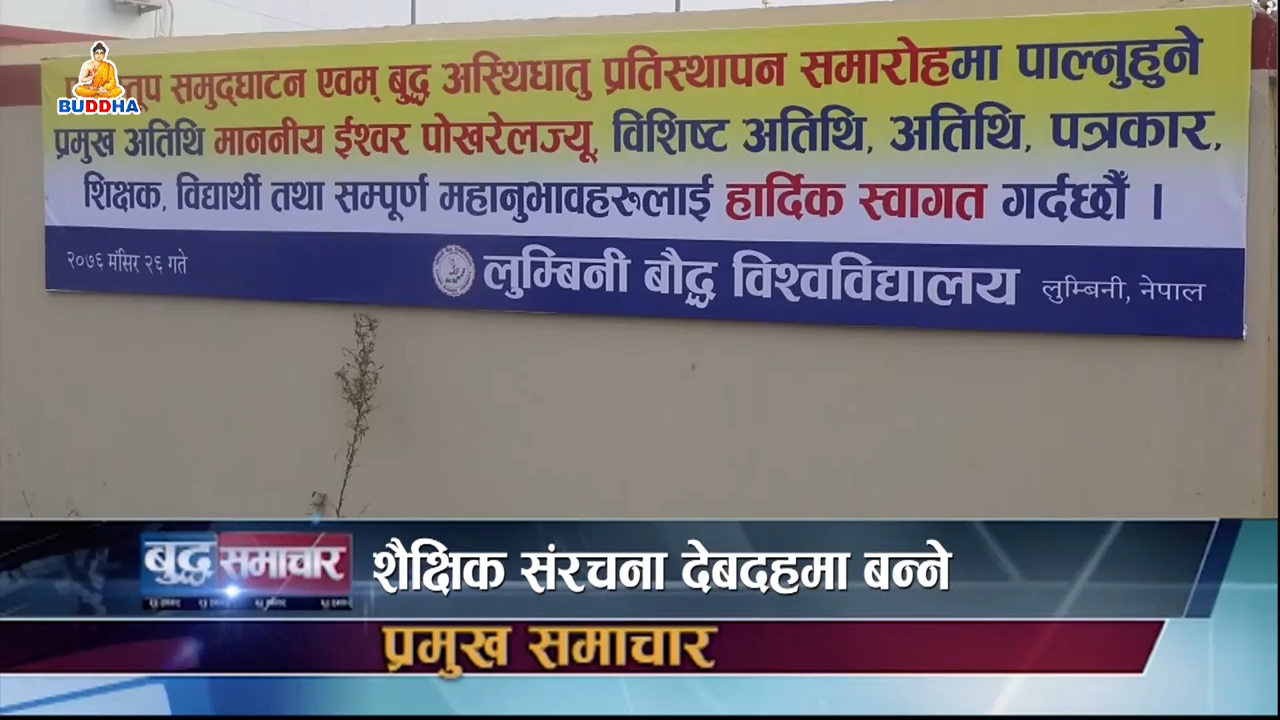 BUDDHA
समुद्घाटन एवम् बुद्ध अस्थिधातु प्रतिस्थापन समारोहमा पाल्नुहुने
प्रमुख अतिथि माननीय ईश्वर पोखरेलज्यू, विशिष्ट अतिथि, अतिथि, पत्रकार,
शिक्षक, विद्यार्थी तथा सम्पूर्ण महानुभावहरुलाई हार्दिक स्वागत गर्दछौं ।
२०७६ मंसिर २६ गते
लुम्बिनी बौद्ध विश्वविद्यालय लुम्बिनी, नेपाल
बुद्ध समाचार
शैक्षिक संरचना देबदहमा बन्ने
प्रमुख समाचार